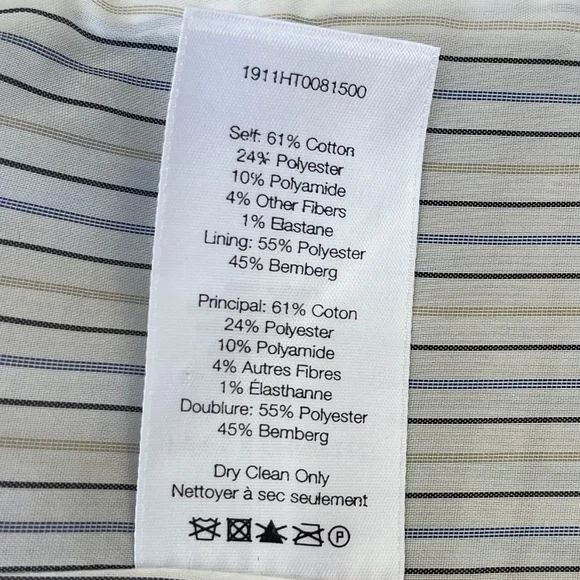 1911HT0081500
Self: 61% Cotton
24% Polyester
10% Polyamide
4% Other Fibers
1% Elastane
Lining: 55% Polyester
45% Bemberg
Principal: 61% Coton
24% Polyester
10% Polyamide
4% Autres Fibres
1% Élasthanne
Doublure: 55% Polyester
45% Bemberg
Dry Clean Only
Nettoyer à sec seulement
P